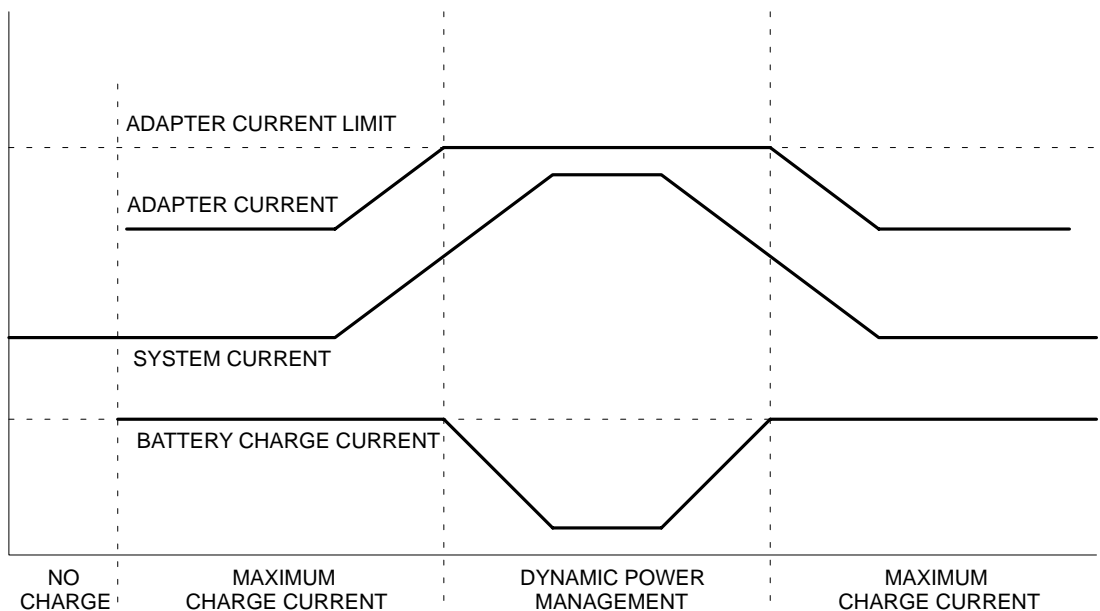 ADAPTER CURRENT LIMIT
ADAPTER CURRENT
SYSTEM CURRENT
BATTERY CHARGE CURRENT
NO
CHARGE
MAXIMUM
CHARGE CURRENT
DYNAMIC POWER
MANAGEMENT
MAXIMUM
CHARGE CURRENT